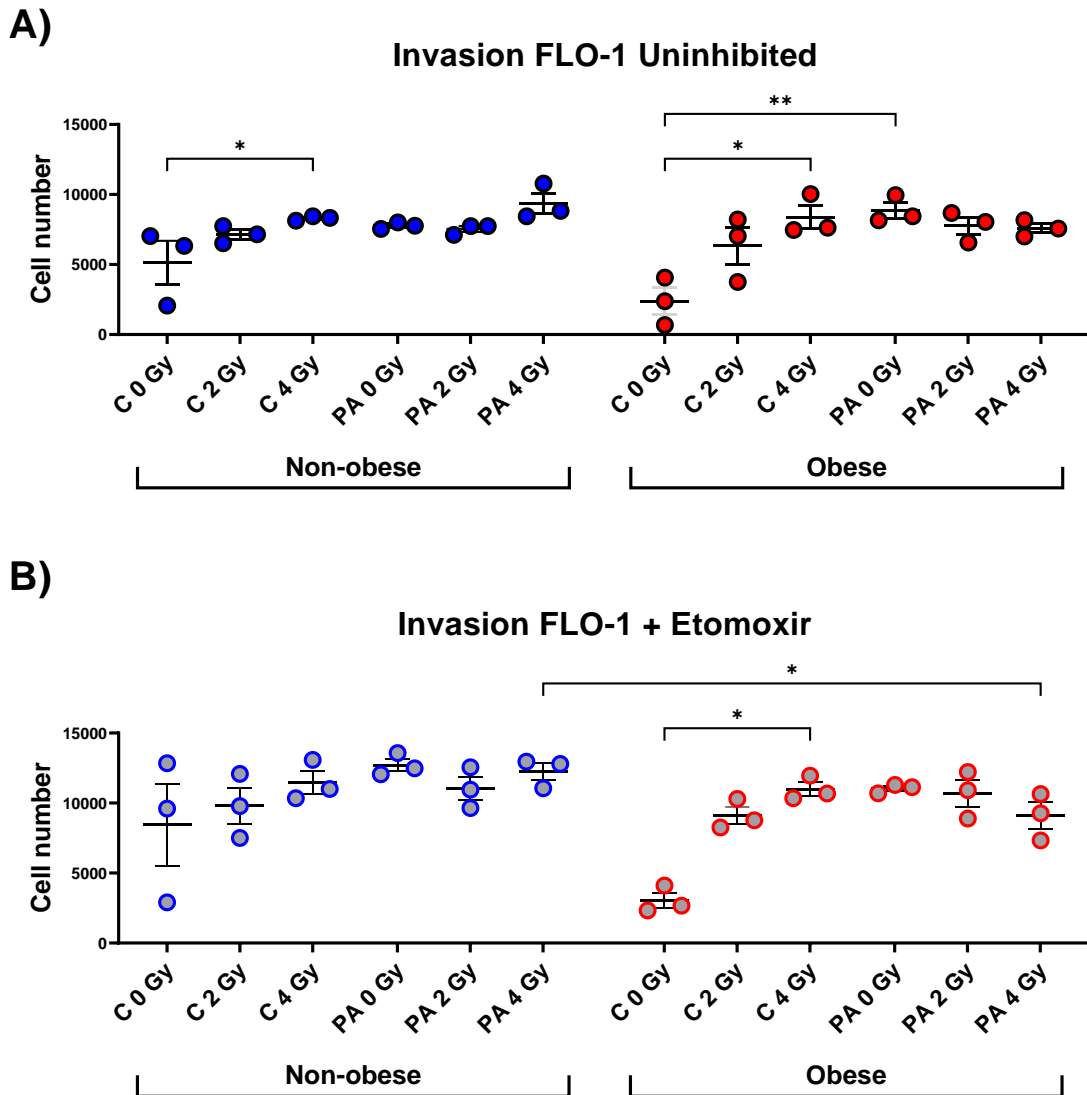 A)
Invasion FLO-1 Uninhibited
**
*
*
15000
10000
5000
0
Cell number
C 0 Gy
C 2 Gy
C 4 Gy
PA 0 Gy
PA 2 Gy
PA 4 Gy
C 0 Gy
C 2 Gy
C 4 Gy
PA 0 Gy
PA 2 Gy
PA 4 Gy
Non-obese
Obese
B)
Invasion FLO-1 + Etomoxir
*
*
15000
10000
5000
0
Cell number
C 0 Gy
C 2 Gy
C 4 Gy
PA 0 Gy
PA 2 Gy
PA 4 Gy
C 0 Gy
C 2 Gy
C 4 Gy
PA 0 Gy
PA 2 Gy
PA 4 Gy
Non-obese
Obese